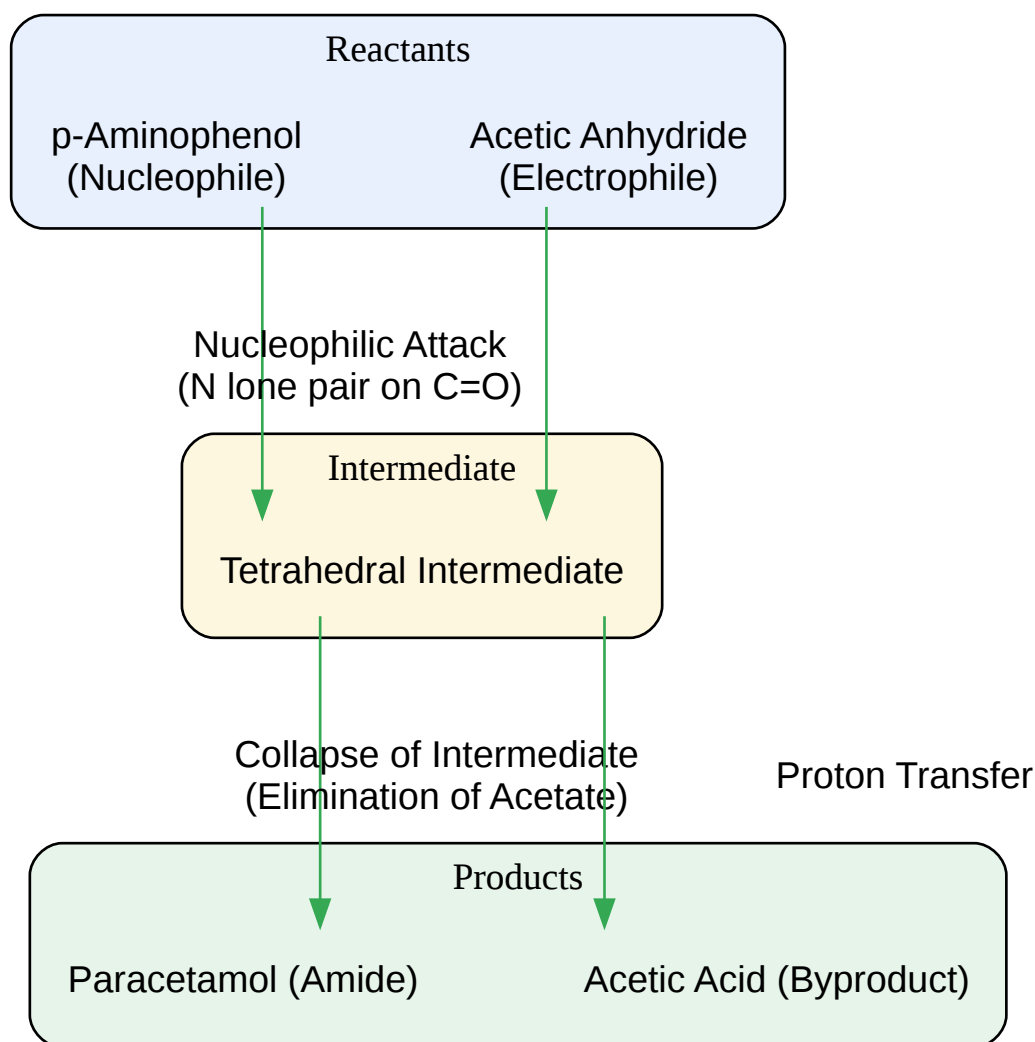 Reactants
p-Aminophenol
(Nucleophile)
Acetic Anhydride
(Electrophile)
Nucleophilic Attack
(N lone pair on C=O)
Intermediate
Tetrahedral Intermediate
Collapse of Intermediate
(Elimination of Acetate)
Proton Transfer
Products
Paracetamol (Amide)
Acetic Acid (Byproduct)